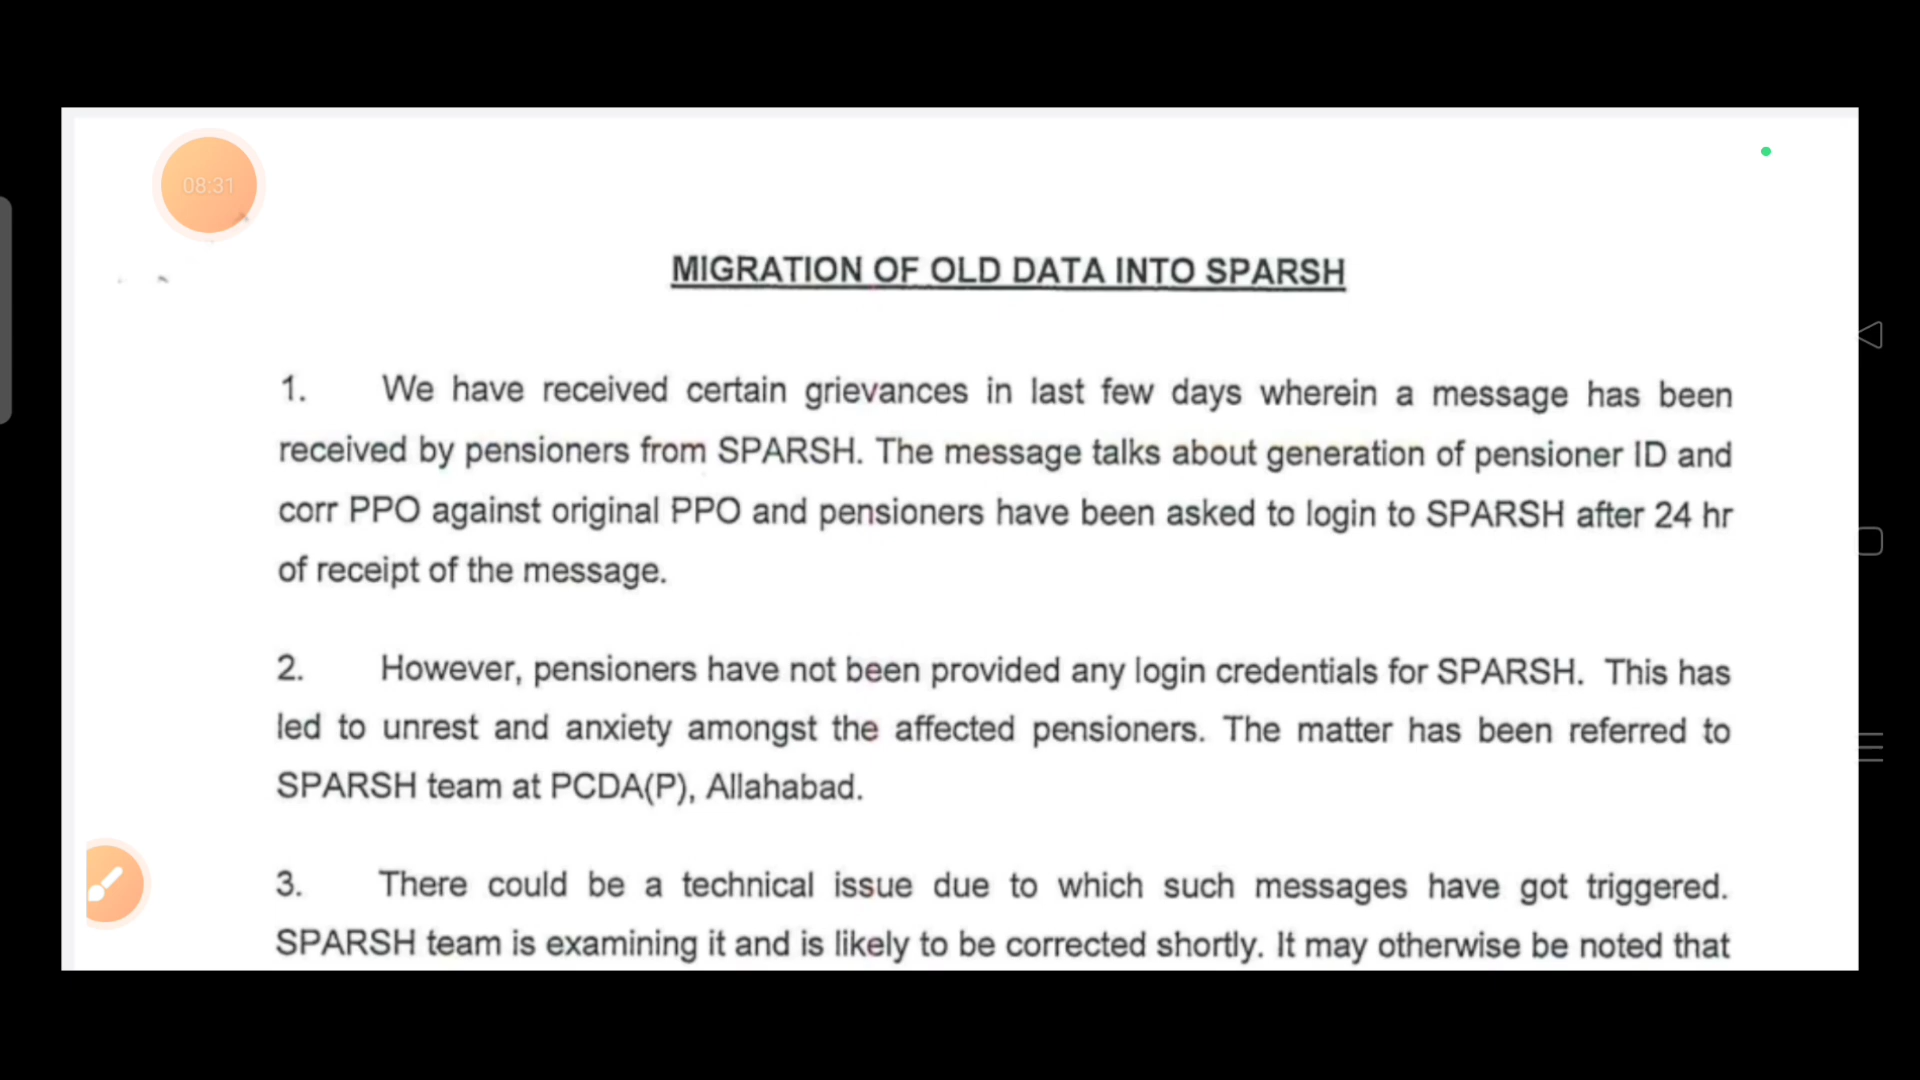 08:31
MIGRATION OF OLD DATA INTO SPARSH
1. We have received certain grievances in last few days wherein a message has been
received by pensioners from SPARSH. The message talks about generation of pensioner ID and
corr PPO against original PPO and pensioners have been asked to login to SPARSH after 24 hr
of receipt of the message.
2. However, pensioners have not been provided any login credentials for SPARSH. This has
led to unrest and anxiety amongst the affected pensioners. The matter has been referred to
SPARSH team at PCDA(P), Allahabad.
3. There could be a technical issue due to which such messages have got triggered.
SPARSH team is examining it and is likely to be corrected shortly. It may otherwise be noted that